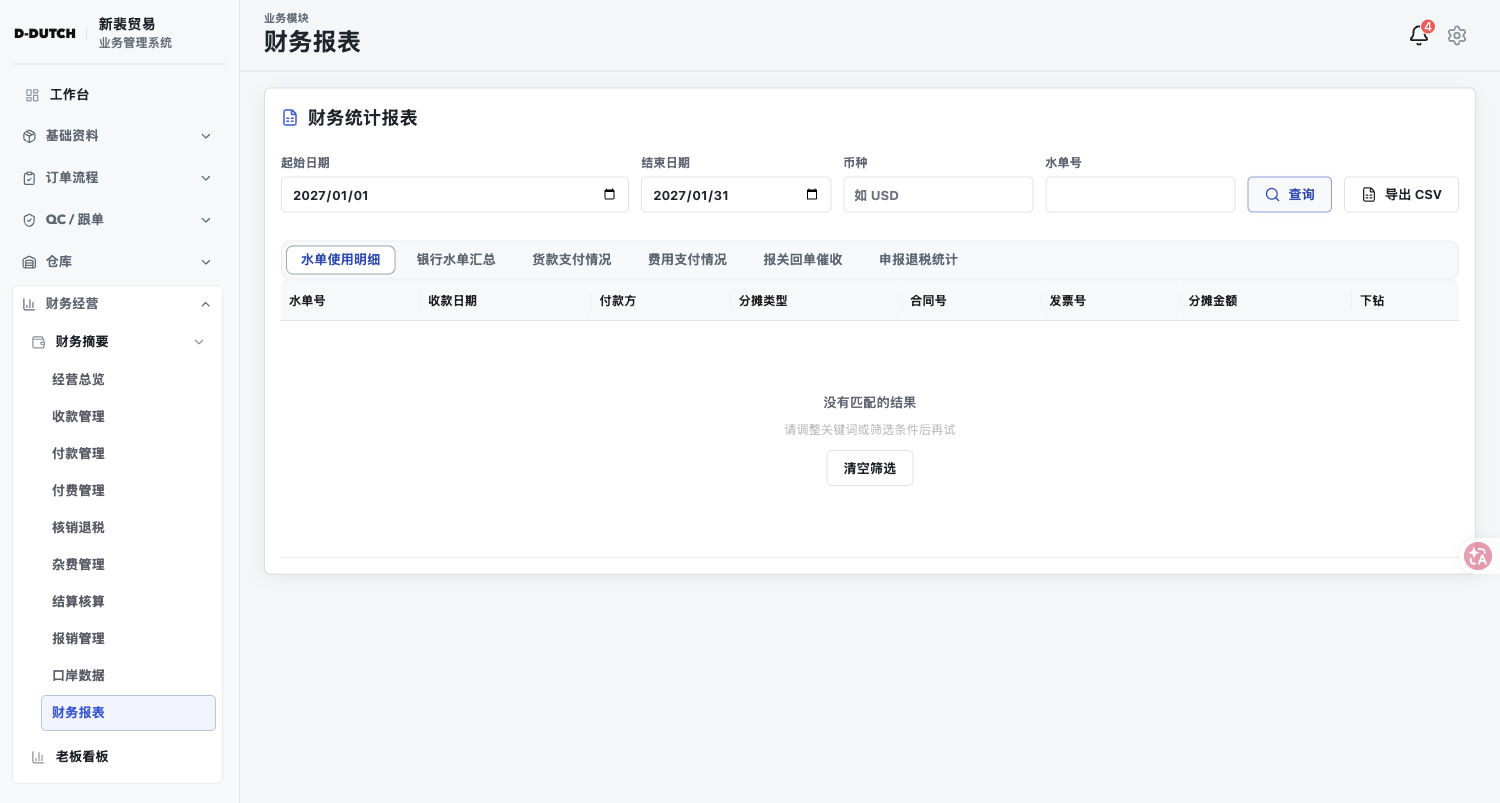 D-DUTCH
新裴贸易
业务管理系统
工作台
基础资料
订单流程
QC / 跟单
仓库
财务经营
财务摘要
经营总览
收款管理
付款管理
付费管理
核销退税
杂费管理
结算核算
报销管理
口岸数据
财务报表
老板看板
业务模块
财务报表
4
财务统计报表
起始日期
结束日期
币种
水单号
2027/01/01
2027/01/31
如 USD
查询
导出 CSV
水单使用明细
银行水单汇总
货款支付情况
费用支付情况
报关回单催收
申报退税统计
水单号
收款日期
付款方
分摊类型
合同号
发票号
分摊金额
下钻
没有匹配的结果
请调整关键词或筛选条件后再试
清空筛选